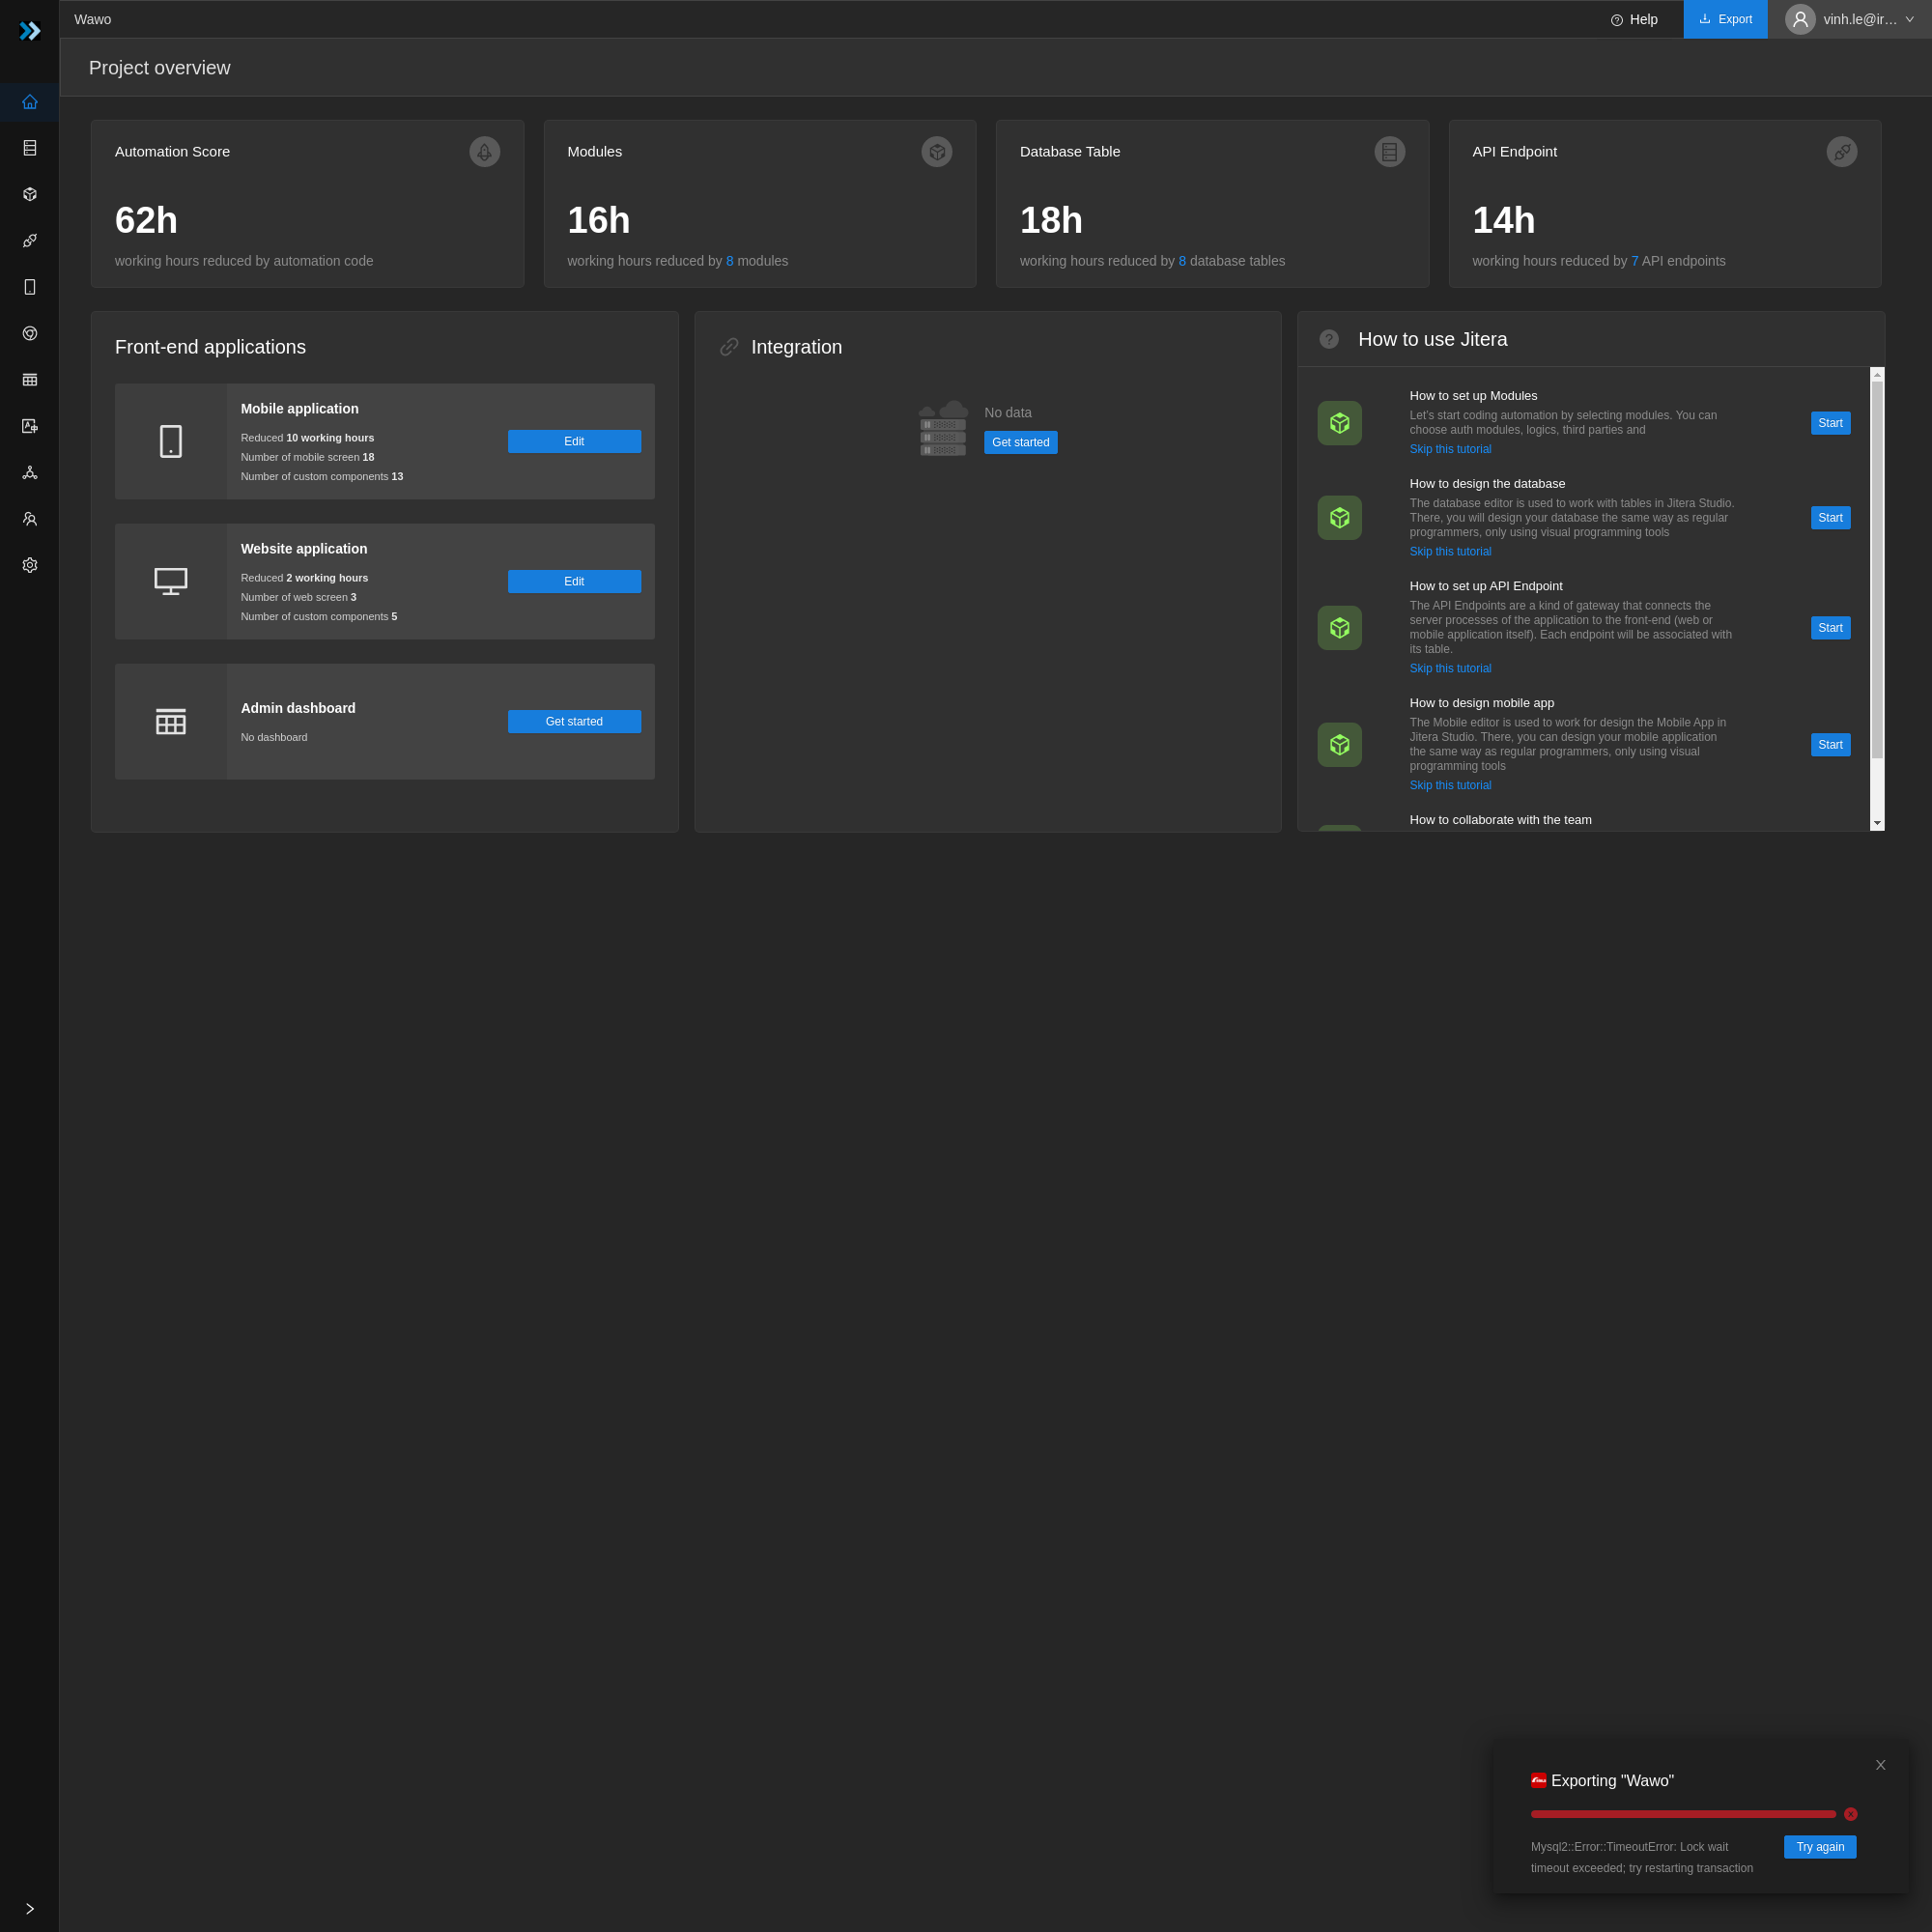 Wawo
Help
Export
vinh.le@ir...
Project overview
Automation Score
62h
working hours reduced by automation code
Modules
16h
working hours reduced by 8 modules
Database Table
18h
working hours reduced by 8 database tables
API Endpoint
14h
working hours reduced by 7 API endpoints
Front-end applications
Mobile application
Reduced 10 working hours
Number of mobile screen 18
Number of custom components 13
Edit
Website application
Reduced 2 working hours
Number of web screen 3
Number of custom components 5
Edit
Admin dashboard
No dashboard
Get started
Integration
No data
Get started
How to use Jitera
How to set up Modules
Let's start coding automation by selecting modules. You can
choose auth modules, logics, third parties and
Skip this tutorial
Start
How to design the database
The database editor is used to work with tables in Jitera Studio.
There, you will design your database the same way as regular
programmers, only using visual programming tools
Skip this tutorial
Start
How to set up API Endpoint
The API Endpoints are a kind of gateway that connects the
server processes of the application to the front-end (web or
mobile application itself). Each endpoint will be associated with
its table.
Skip this tutorial
Start
How to design mobile app
The Mobile editor is used to work for design the Mobile App in
Jitera Studio. There, you can design your mobile application
the same way as regular programmers, only using visual
programming tools
Skip this tutorial
Start
How to collaborate with the team
Exporting "Wawo"
Mysql2::Error::TimeoutError: Lock wait
timeout exceeded; try restarting transaction
Try again